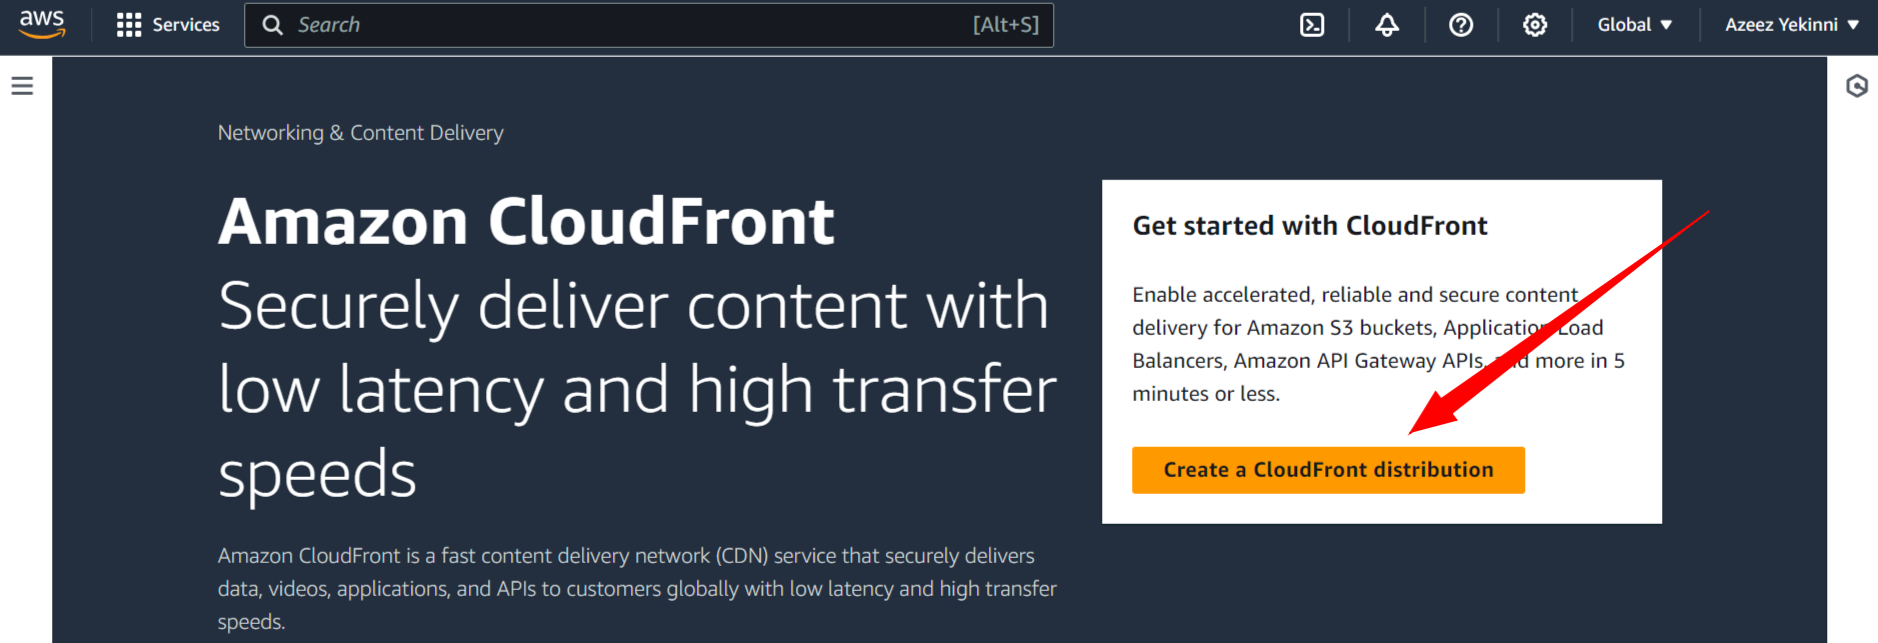 aws
Services
Search
[Alt+S]
Global
Azeez Yekinni
Networking & Content Delivery
Amazon CloudFront
Securely deliver content with
low latency and high transfer
speeds
Amazon CloudFront is a fast content delivery network (CDN) service that securely delivers
data, videos, applications, and APIs to customers globally with low latency and high transfer
speeds.
Get started with CloudFront
Enable accelerated, reliable and secure content
delivery for Amazon S3 buckets, Application Load
Balancers, Amazon API Gateway APIs, and more in 5
minutes or less.
Create a CloudFront distribution